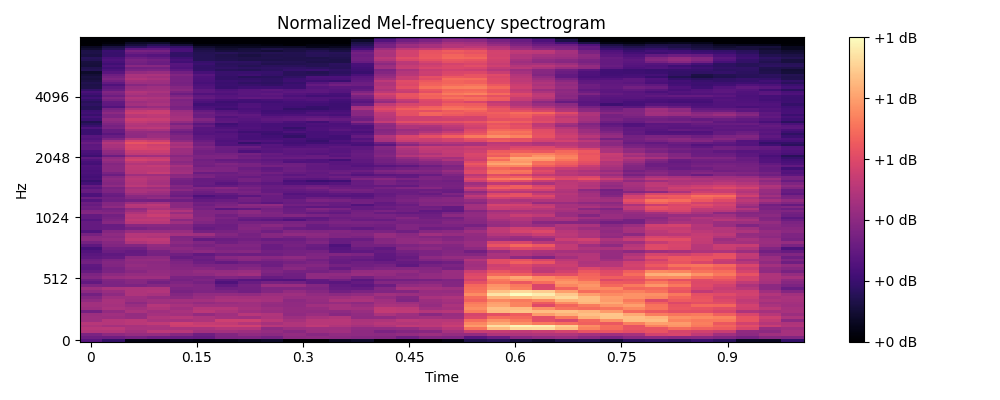 Normalized Mel-frequency spectrogram
Hz
4096
2048
1024
512
0
0 0.15 0.3 0.45 0.6 0.75 0.9
Time
+1 dB
+1 dB
+1 dB
+0 dB
+0 dB
+0 dB